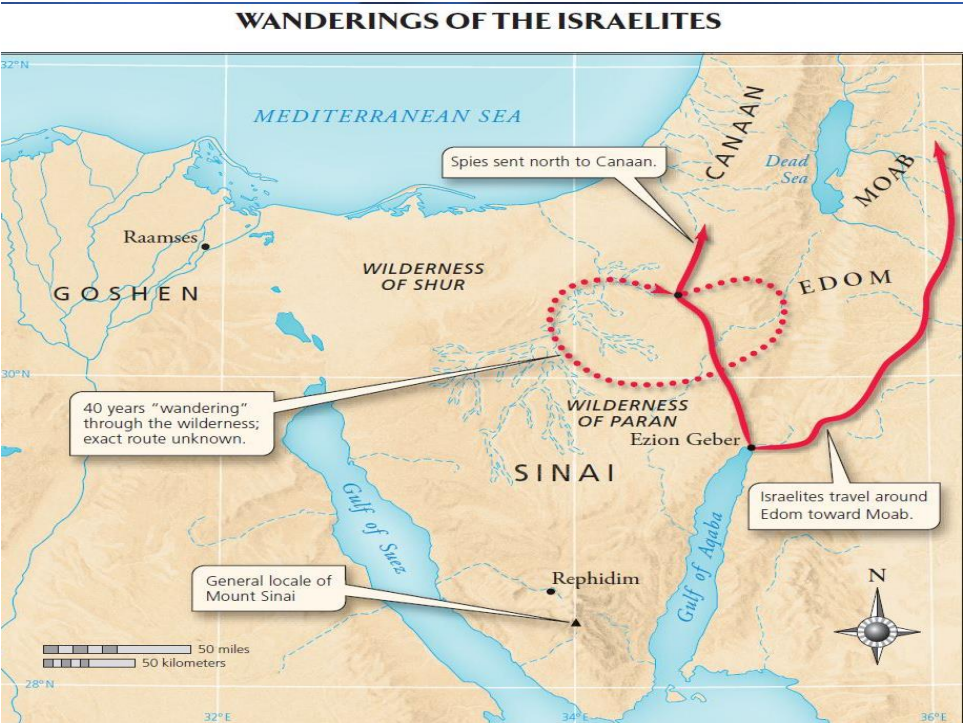 WANDERINGS OF THE ISRAELITES
32°N
MEDITERRANEAN SEA
CANAAN
Spies sent north to Canaan.
Dead
Sea
MOAB
Raamses
WILDERNESS
OF SHUR
GOSHEN
EDOM
30°N
40 years “wandering”
through the wilderness;
exact route unknown.
WILDERNESS
OF PARAN
Ezion Geber
SINAI
Israelites travel around
Edom toward Moab.
Gulf of Suez
Gulf of Aqaba
General locale of
Mount Sinai
Rephidim
N
50 miles
50 kilometers
28°N
32°E
34°E
36°E